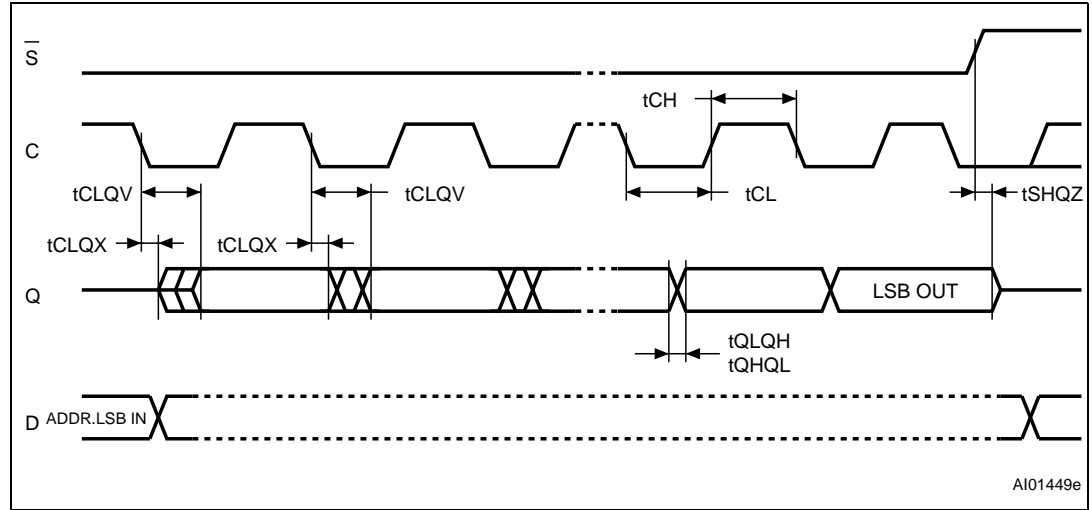 S
tCH
C
tCLQV
tCLQV
tCL
tSHQZ
tCLQX
tCLQX
Q
LSB OUT
tQLQH
tQHQL
D
ADDR.LSB IN
AI01449e